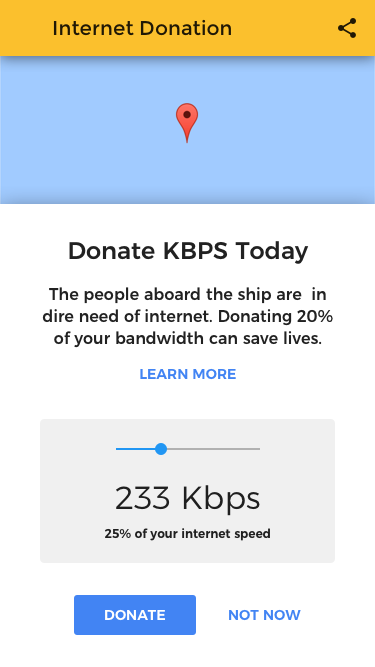 Internet Donation
Donate KBPS Today
The people aboard the ship are  in
dire need of internet. Donating 20%
of your bandwidth can save lives.
LEARN MORE
233 Kbps
25% of your internet speed
DONATE
NOT NOW